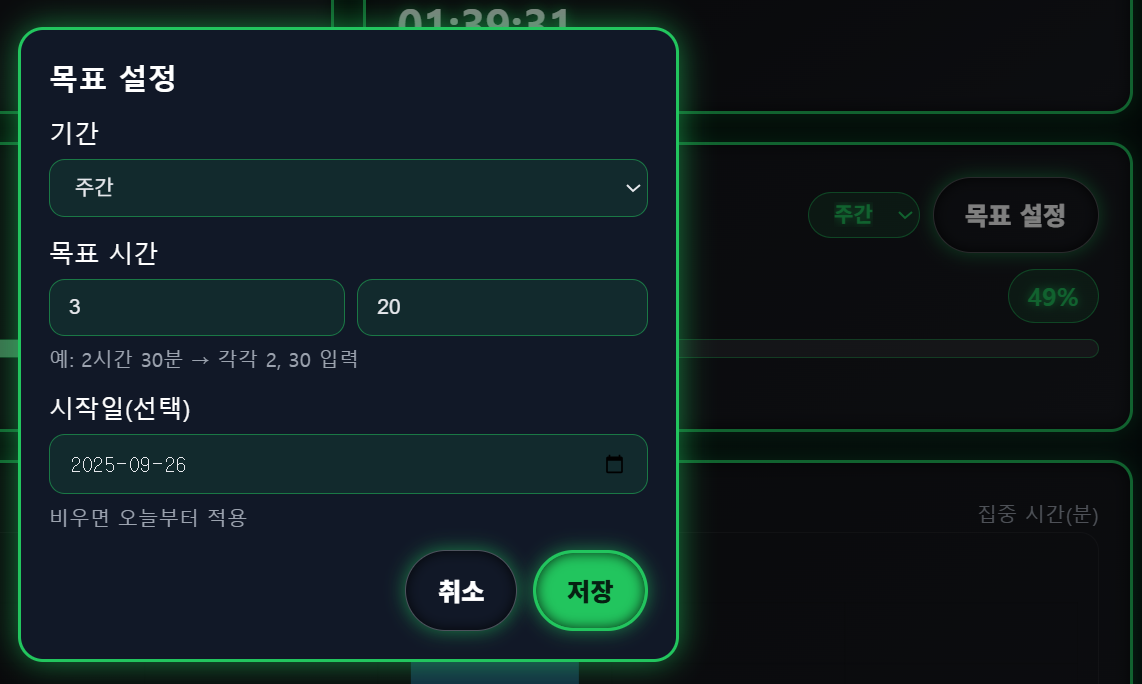 01:39:31
목표 설정
기간
주간
목표 시간
3 20
예: 2시간 30분 → 각각 2, 30 입력
시작일(선택)
2025-09-26
비우면 오늘부터 적용
취소 저장
주간 목표 설정
49%
집중 시간(분)